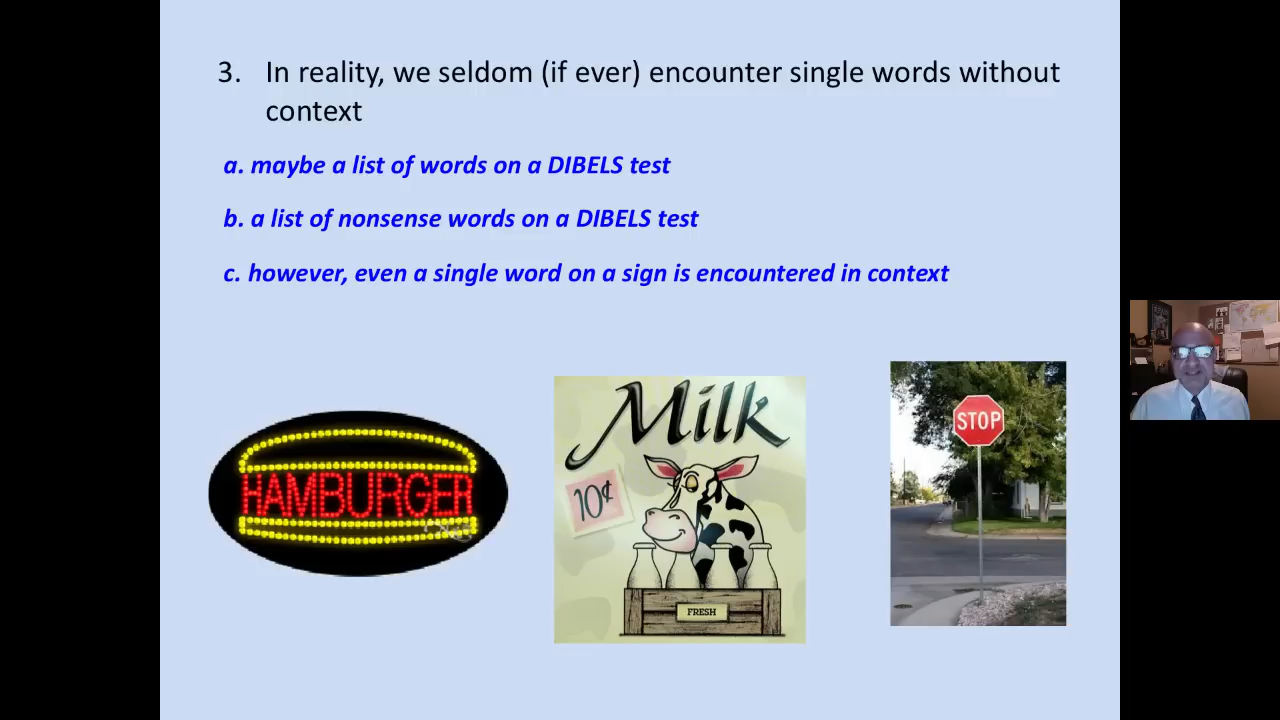 3. In reality, we seldom (if ever) encounter single words without
context
a. maybe a list of words on a DIBELS test
b. a list of nonsense words on a DIBELS test
c. however, even a single word on a sign is encountered in context
HAMBURGER
Milk
10¢
FRESH
STOP